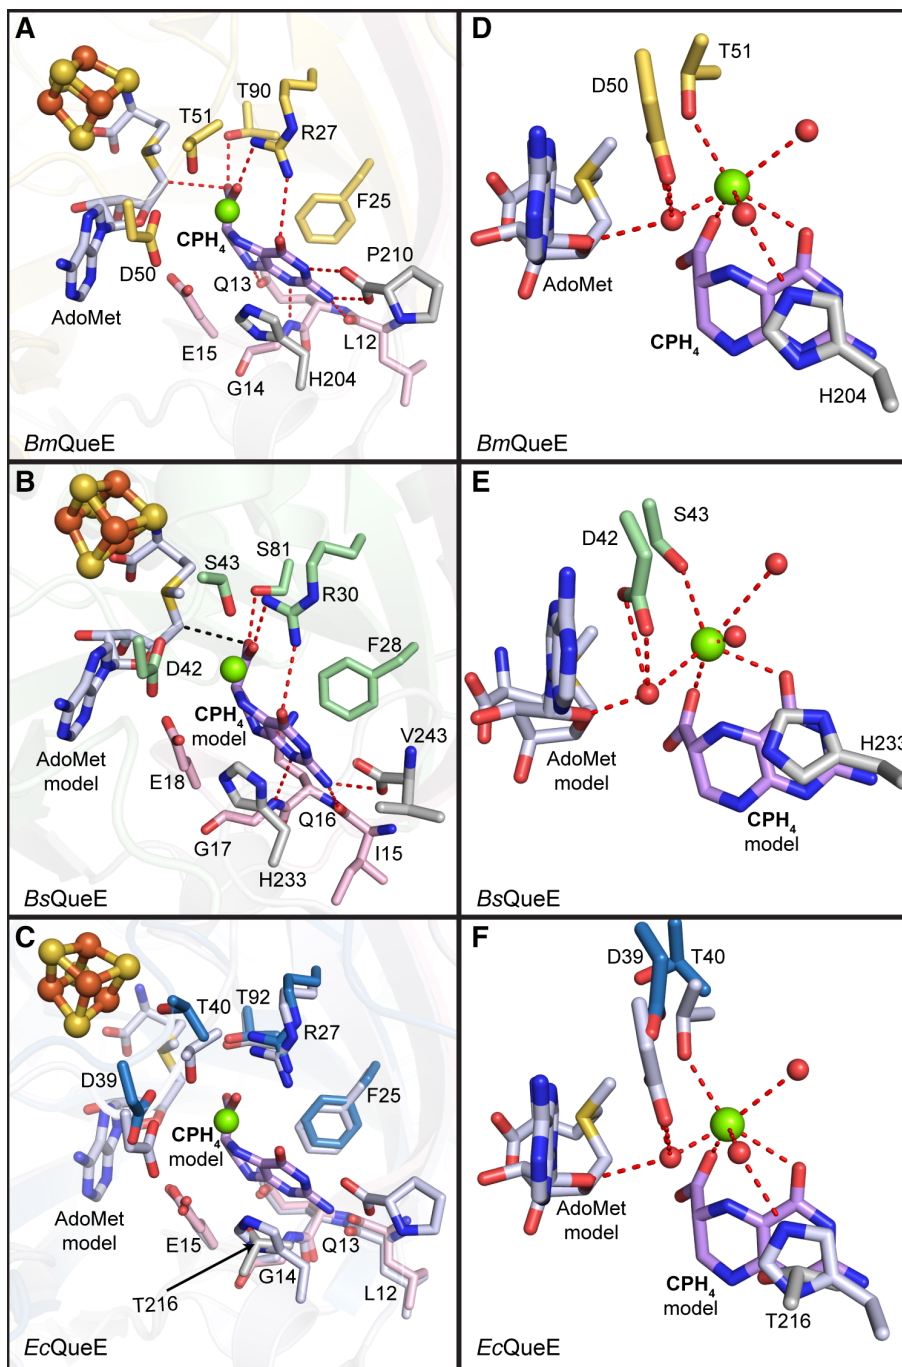 A
T51
T90
R27
F25
CPH4
P210
D50
Q13
AdoMet
E15
L12
G14
H204
BmQueE
D
T51
D50
AdoMet
CPH4
H204
BmQueE
B
S43
S81
R30
D42
F28
CPH4
model
V243
AdoMet
model
E18
Q16
G17
I15
H233
BsQueE
E
S43
D42
H233
AdoMet
model
CPH4
model
BsQueE
C
T40
T92
R27
D39
F25
CPH4
model
AdoMet
model
E15
Q13
G14
L12
T216
EcQueE
F
D39
T40
AdoMet
model
CPH4
model
T216
EcQueE